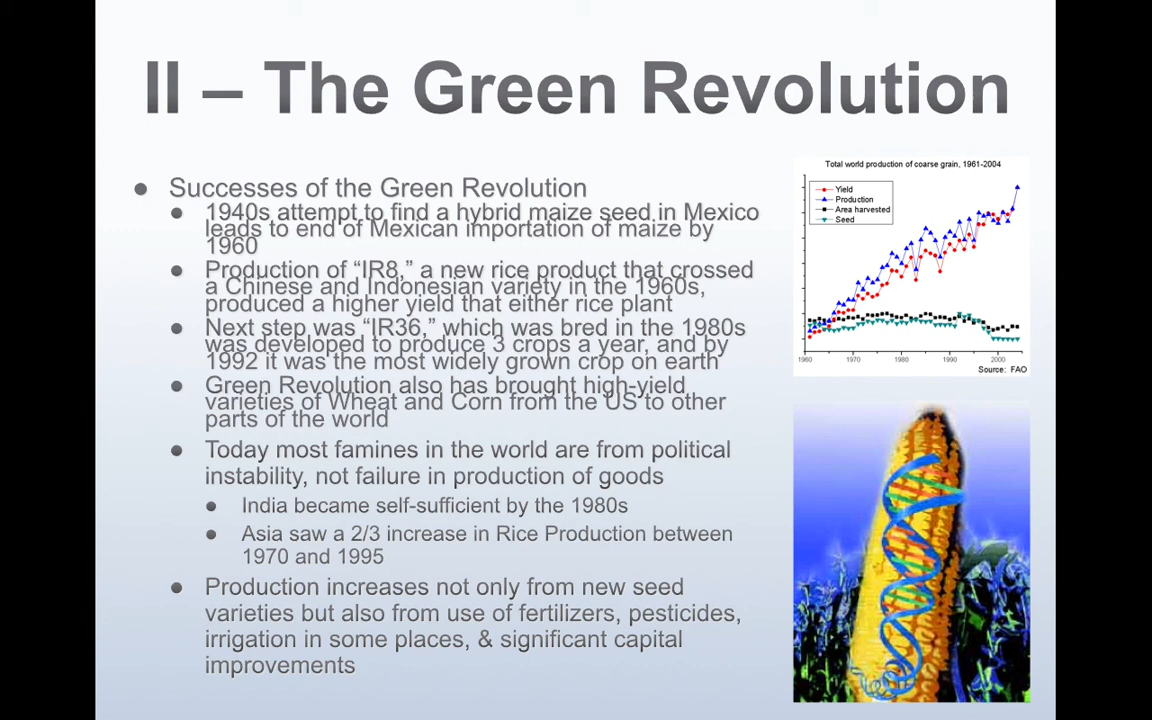 II – The Green Revolution
● Successes of the Green Revolution
● 1940s attempt to find a hybrid maize seed in Mexico
leads to end of Mexican importation of maize by
1960
● Production of “IR8,” a new rice product that crossed
a Chinese and Indonesian variety in the 1960s,
produced a higher yield that either rice plant
● Next step was “IR36,” which was bred in the 1980s
was developed to produce 3 crops a year, and by
1992 it was the most widely grown crop on earth
● Green Revolution also has brought high-yield
varieties of Wheat and Corn from the US to other
parts of the world
● Today most famines in the world are from political
instability, not failure in production of goods
● India became self-sufficient by the 1980s
● Asia saw a 2/3 increase in Rice Production between
1970 and 1995
● Production increases not only from new seed
varieties but also from use of fertilizers, pesticides,
irrigation in some places, & significant capital
improvements
Total world production of coarse grain, 1961-2004
Yield
Production
Area harvested
Seed
1960 1970 1980 1990 2000
Source: FAO